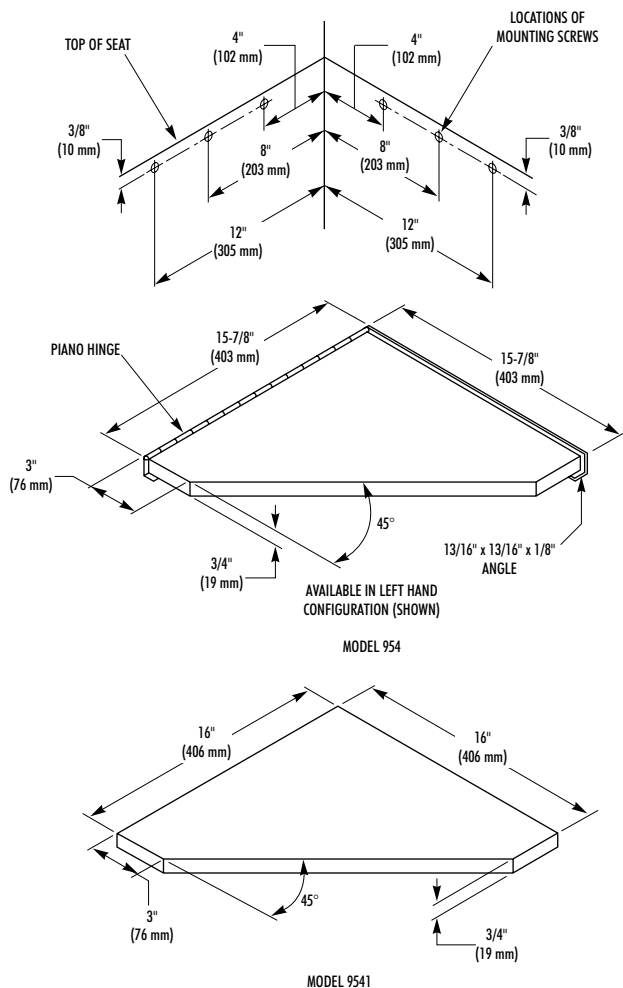 LOCATIONS OF
MOUNTING SCREWS
TOP OF SEAT
4"
(102 mm)
4"
(102 mm)
3/8"
(10 mm)
3/8"
(10 mm)
8"
(203 mm)
8"
(203 mm)
12"
(305 mm)
12"
(305 mm)
PIANO HINGE
15-7/8"
(403 mm)
15-7/8"
(403 mm)
3"
(76 mm)
45°
3/4"
(19 mm)
13/16" x 13/16" x 1/8"
ANGLE
AVAILABLE IN LEFT HAND
CONFIGURATION (SHOWN)
MODEL 954
16"
(406 mm)
16"
(406 mm)
3"
(76 mm)
45°
3/4"
(19 mm)
MODEL 9541